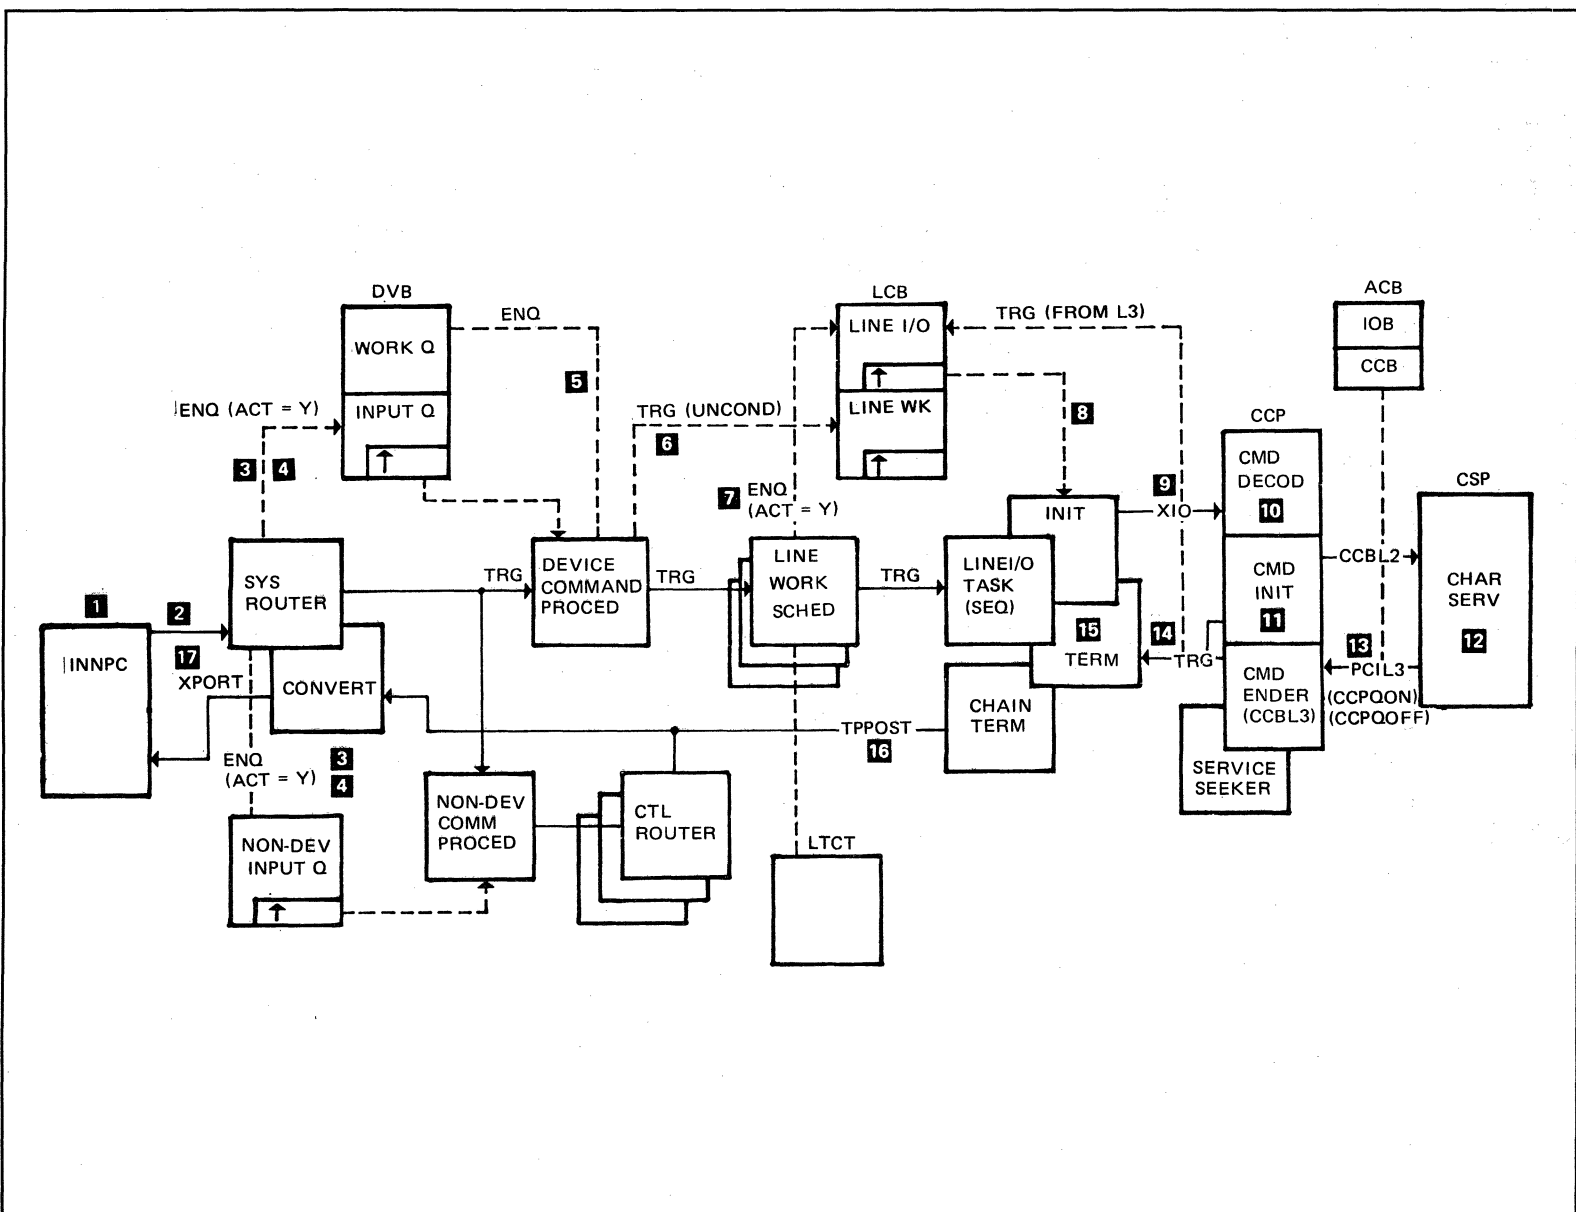 DVB
WORK Q
INPUT Q
ENQ
5
ENQ (ACT = Y)
3 4
LCB
LINE I/O
LINE WK
TRG (FROM L3)
TRG (UNCOND)
6
8
7 ENQ
(ACT = Y)
ACB
IOB
CCB
CCP
CMD
DECOD
10
CMD
INIT
11
CMD
ENDER
(CCBL3)
SERVICE
SEEKER
CSP
CHAR
SERV
12
9
XIO
CCBL2
13
PCIL3
(CCPQON)
(CCPQOFF)
14
TRG
INIT
LINEI/O
TASK
(SEQ)
15
TERM
CHAIN
TERM
TRG
LINE
WORK
SCHED
TRG
DEVICE
COMMAND
PROCED
TRG
SYS
ROUTER
CONVERT
1
INNPC
2
17
XPORT
ENQ
(ACT = Y)
3
4
NON-DEV
INPUT Q
NON-DEV
COMM
PROCED
CTL
ROUTER
TPPOST
16
LTCT